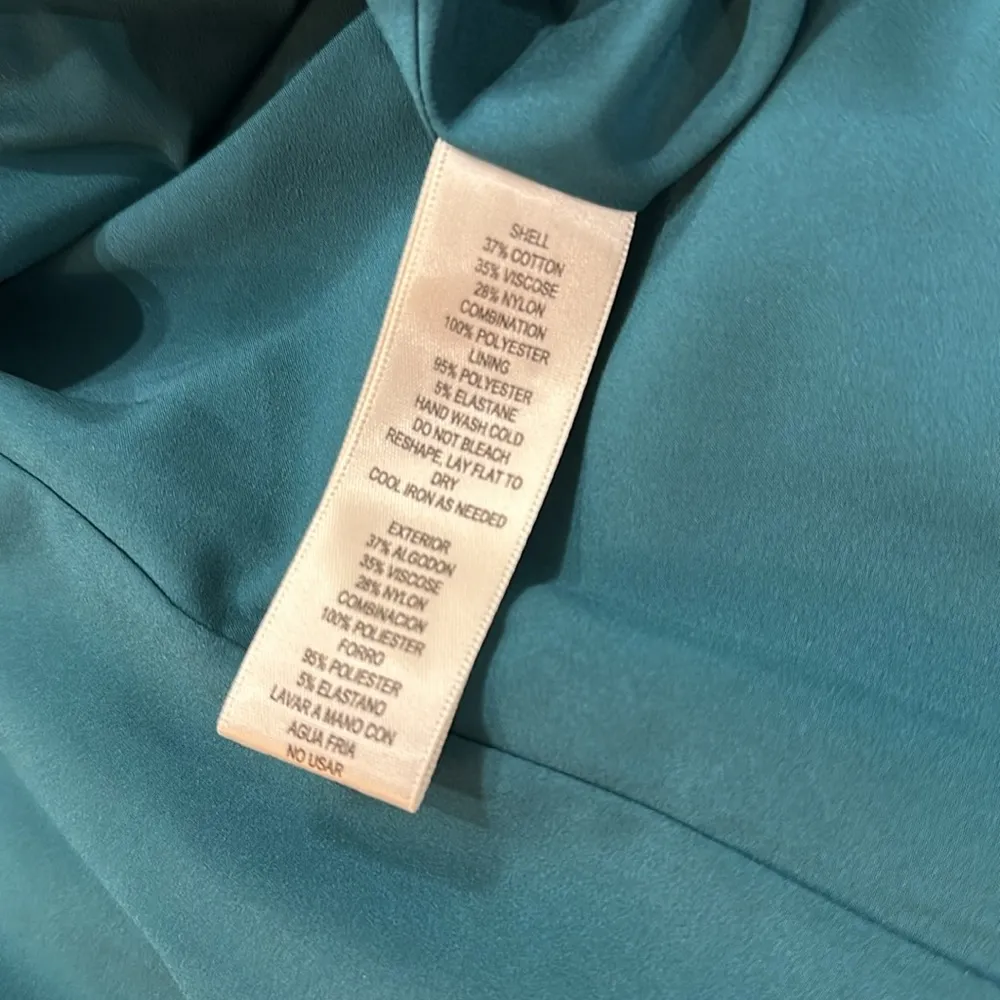 SHELL
37% COTTON
35% VISCOSE
28% NYLON
COMBINATION
100% POLYESTER
LINING
95% POLYESTER
5% ELASTANE
HAND WASH COLD
DO NOT BLEACH
RESHAPE, LAY FLAT TO
DRY
COOL IRON AS NEEDED
EXTERIOR
37% ALGODON
35% VISCOSE
28% NYLON
COMBINACION
100% POLIESTER
FORRO
95% POLIESTER
5% ELASTANO
LAVAR A MANO CON
AGUA FRIA
NO USAR